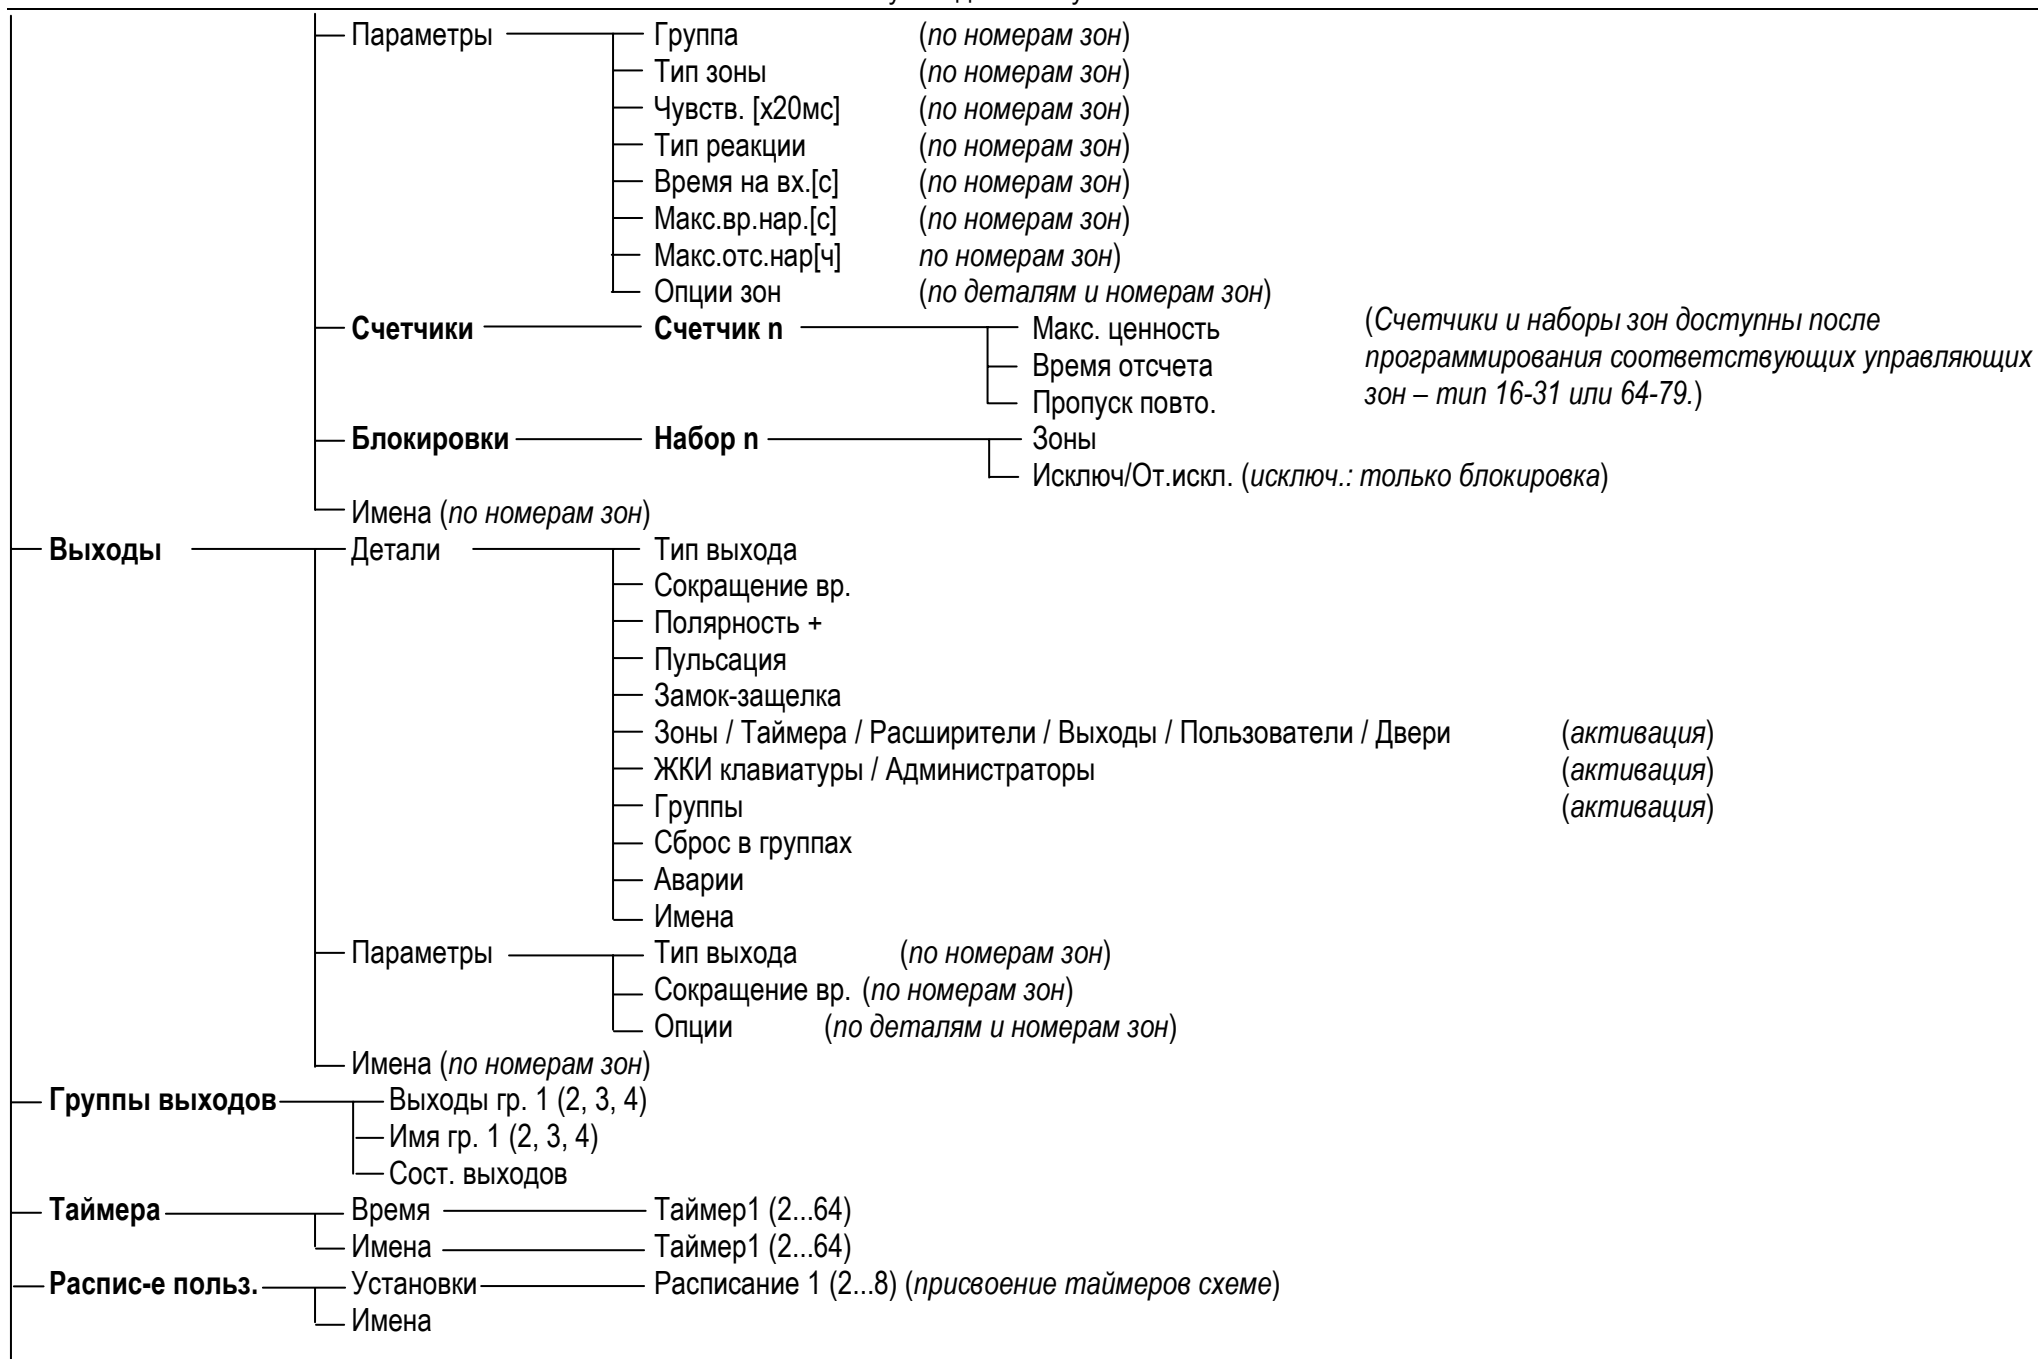 Параметры Группа (по номерам зон)
Тип зоны (по номерам зон)
Чувств. [x20мс] (по номерам зон)
Тип реакции (по номерам зон)
Время на вх.[с] (по номерам зон)
Макс.вр.нар.[с] (по номерам зон)
Макс.отс.нар[ч] по номерам зон)
Опции зон (по деталям и номерам зон)
Счетчики Счетчик n Макс. ценность (Счетчики и наборы зон доступны после
Время отсчета программирования соответствующих управляющих
Пропуск повто. зон – тип 16-31 или 64-79.)
Блокировки Набор n Зоны
Исключ/От.искл. (исключ.: только блокировка)
Имена (по номерам зон)
Выходы Детали Тип выхода
Сокращение вр.
Полярность +
Пульсация
Замок-защелка
Зоны / Таймера / Расширители / Выходы / Пользователи / Двери (активация)
ЖКИ клавиатуры / Администраторы (активация)
Группы (активация)
Сброс в группах
Аварии
Имена
Параметры Тип выхода (по номерам зон)
Сокращение вр. (по номерам зон)
Опции (по деталям и номерам зон)
Имена (по номерам зон)
Группы выходов Выходы гр. 1 (2, 3, 4)
Имя гр. 1 (2, 3, 4)
Сост. выходов
Таймера Время Таймер1 (2...64)
Имена Таймер1 (2...64)
Распис-е польз. Установки Расписание 1 (2...8) (присвоение таймеров схеме)
Имена